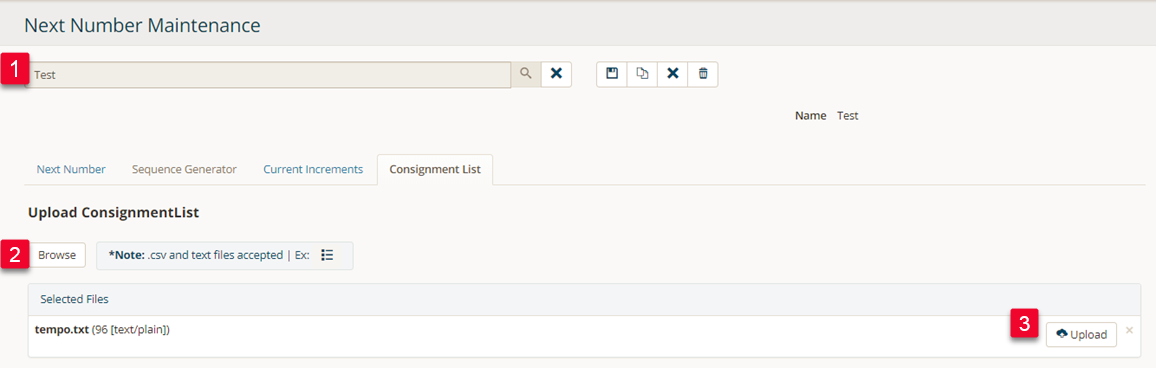 Next Number Maintenance
1 Test
Name Test
Next Number Sequence Generator Current Increments Consignment List
Upload ConsignmentList
2 Browse *Note: .csv and text files accepted | Ex:
Selected Files
tempo.txt (96 [text/plain]) 3 Upload ×